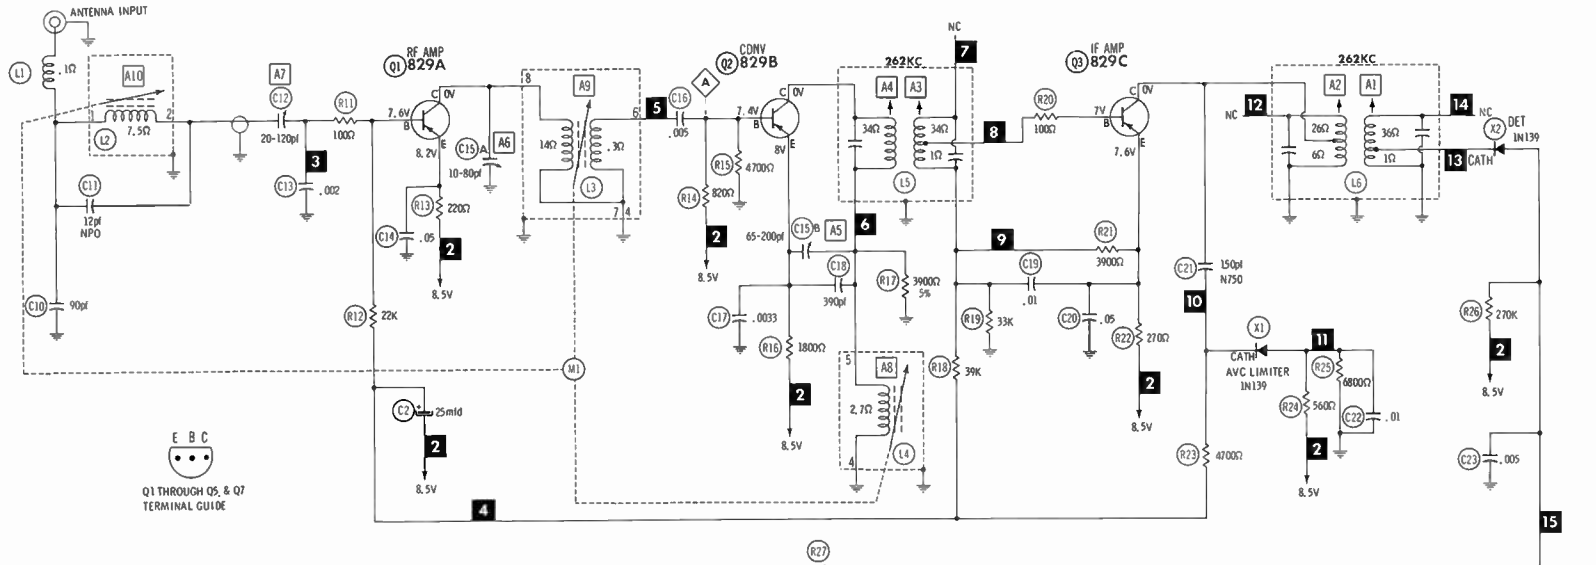 ANTENNA INPUT
L1
.1Ω
A10
1
2
7.5Ω
L2
C11
12pf
NPO
C10
90pf
A7
C12
20-120pf
3
C13
.002
R11
100Ω
RF AMP
Q1 829A
7.6V
B
C
0V
E
8.2V
R13
220Ω
C14
.05
2
8.5V
R12
22K
C2
+
25mfd
2
8.5V
C15 A
10-80pf
A6
8
A9
14Ω
.3Ω
6
L3
7
4
5
C16
.005
A
R15
4700Ω
R14
820Ω
2
8.5V
CONV
Q2 829B
7.4V
B
C
0V
E
8V
65-200pf
C15 B
A5
C18
390pf
C17
.0033
R16
1800Ω
2
8.5V
262KC
A4
A3
34Ω
34Ω
1Ω
L5
6
R17
3900Ω
5%
5
A8
2.7Ω
4
L4
NC
7
8
R20
100Ω
9
R21
3900Ω
C19
.01
R19
33K
C20
.05
R22
270Ω
2
8.5V
R18
39K
IF AMP
Q3 829C
7V
B
C
0V
E
7.6V
C21
150pf
N750
10
R23
4700Ω
262KC
A2
A1
12
NC
26Ω
6Ω
36Ω
1Ω
L6
14
NC
X2
DET
1N139
13
CATH
X1
CATH
AVC LIMITER
1N139
11
R25
6800Ω
R24
560Ω
2
8.5V
C22
.01
R26
270K
2
8.5V
C23
.005
15
M1
4
R27
E B C
Q1 THROUGH Q5, & Q7
TERMINAL GUIDE